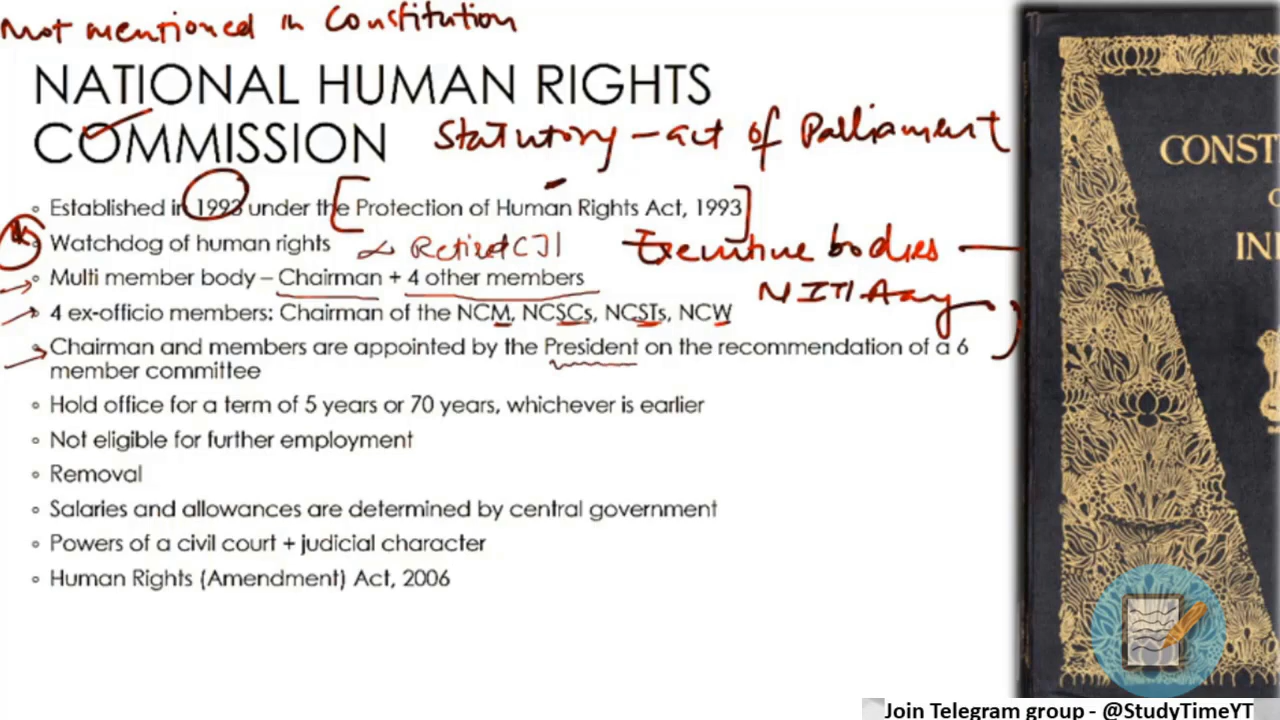 Not mentioned in Constitution
NATIONAL HUMAN RIGHTS
COMMISSION
Statutory - act of Parliament
Established in 1993 under the Protection of Human Rights Act, 1993
Watchdog of human rights
Retired CJI
Executive bodies
Multi member body – Chairman + 4 other members
NITI Aayog
4 ex-officio members: Chairman of the NCM, NCSCs, NCSTs, NCW
Chairman and members are appointed by the President on the recommendation of a 6
member committee
Hold office for a term of 5 years or 70 years, whichever is earlier
Not eligible for further employment
Removal
Salaries and allowances are determined by central government
Powers of a civil court + judicial character
Human Rights (Amendment) Act, 2006
CONST
IN
Join Telegram group - @StudyTimeYT